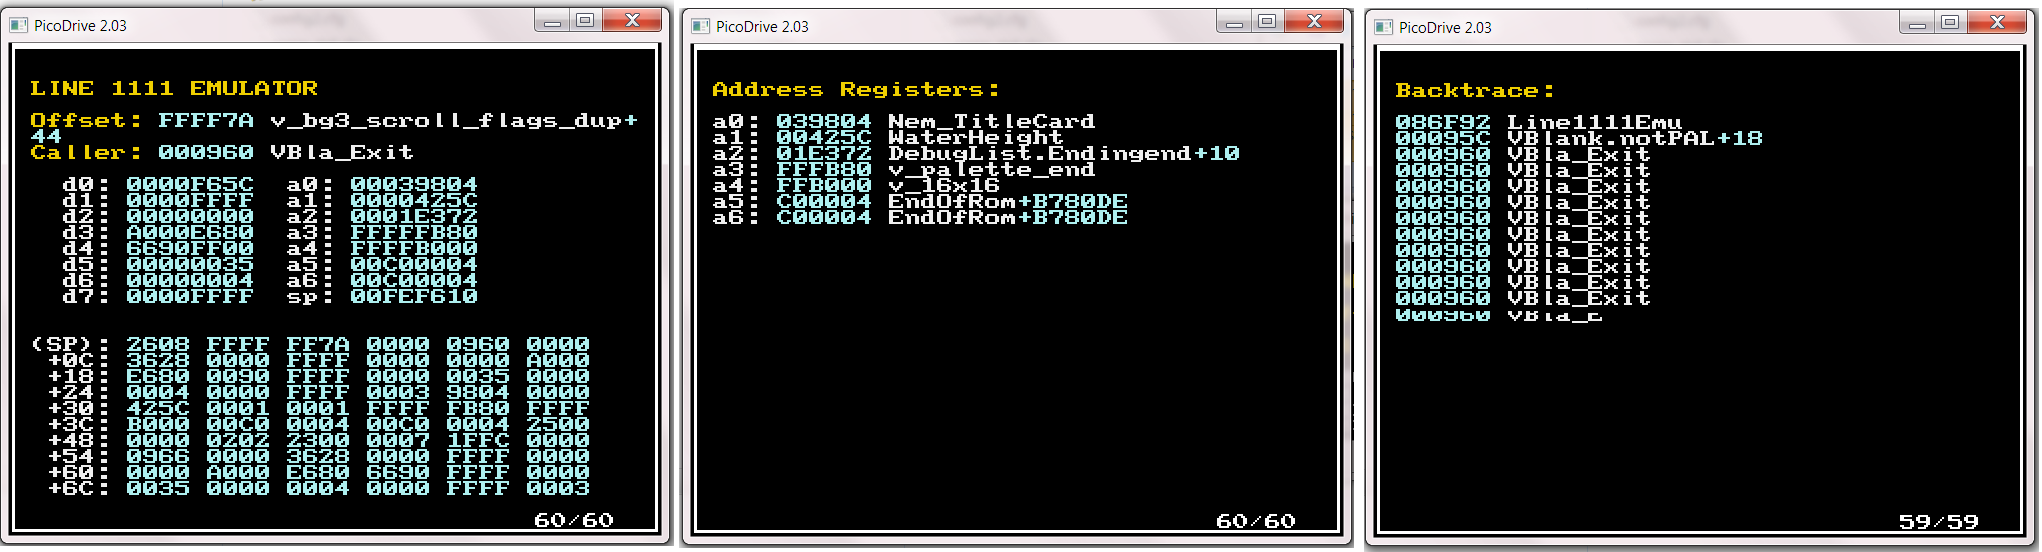 PicoDrive 2.03
LINE 1111 EMULATOR
Offset: FFFF7A v_bg3_scroll_flags_dup+
44
Caller: 000960 VBla_Exit
d0: 0000F65C a0: 00039804
d1: 0000FFFF a1: 0000425C
d2: 00000000 a2: 0001E372
d3: A000E680 a3: FFFFFB80
d4: 6690FF00 a4: FFFFB000
d5: 00000035 a5: 00C00004
d6: 00000004 a6: 00C00004
d7: 0000FFFF sp: 00FEF610
(SP): 2608 FFFF FF7A 0000 0960 0000
+0C: 3628 0000 FFFF 0000 0000 A000
+18: E680 0090 FFFF 0000 0035 0000
+24: 0004 0000 FFFF 0003 9804 0000
+30: 425C 0001 0001 FFFF FB80 FFFF
+3C: B000 00C0 0004 00C0 0004 2500
+48: 0000 0202 2300 0007 1FFC 0000
+54: 0966 0000 3628 0000 FFFF 0000
+60: 0000 A000 E680 6690 FFFF 0000
+6C: 0035 0000 0004 0000 FFFF 0003
60/60
PicoDrive 2.03
Address Registers:
a0: 039804 Nem_TitleCard
a1: 00425C WaterHeight
a2: 01E372 DebugList.Endingend+10
a3: FFFB80 v_palette_end
a4: FFB000 v_16x16
a5: C00004 EndOfRom+B780DE
a6: C00004 EndOfRom+B780DE
60/60
PicoDrive 2.03
Backtrace:
086F92 Line1111Emu
00095C VBlank.notPAL+18
000960 VBla_Exit
000960 VBla_Exit
000960 VBla_Exit
000960 VBla_Exit
000960 VBla_Exit
000960 VBla_Exit
000960 VBla_Exit
000960 VBla_Exit
000960 VBla_Exit
000960 VBla_Exit
000960 VBla_E
59/59